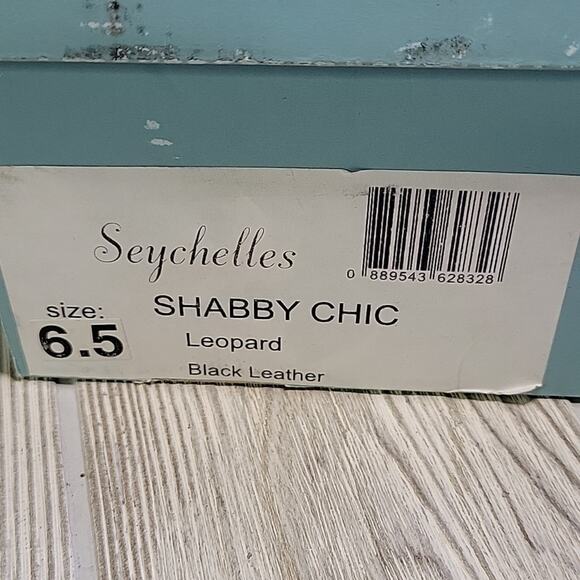 Seychelles
0 889543 628328
size:
6.5
SHABBY CHIC
Leopard
Black Leather